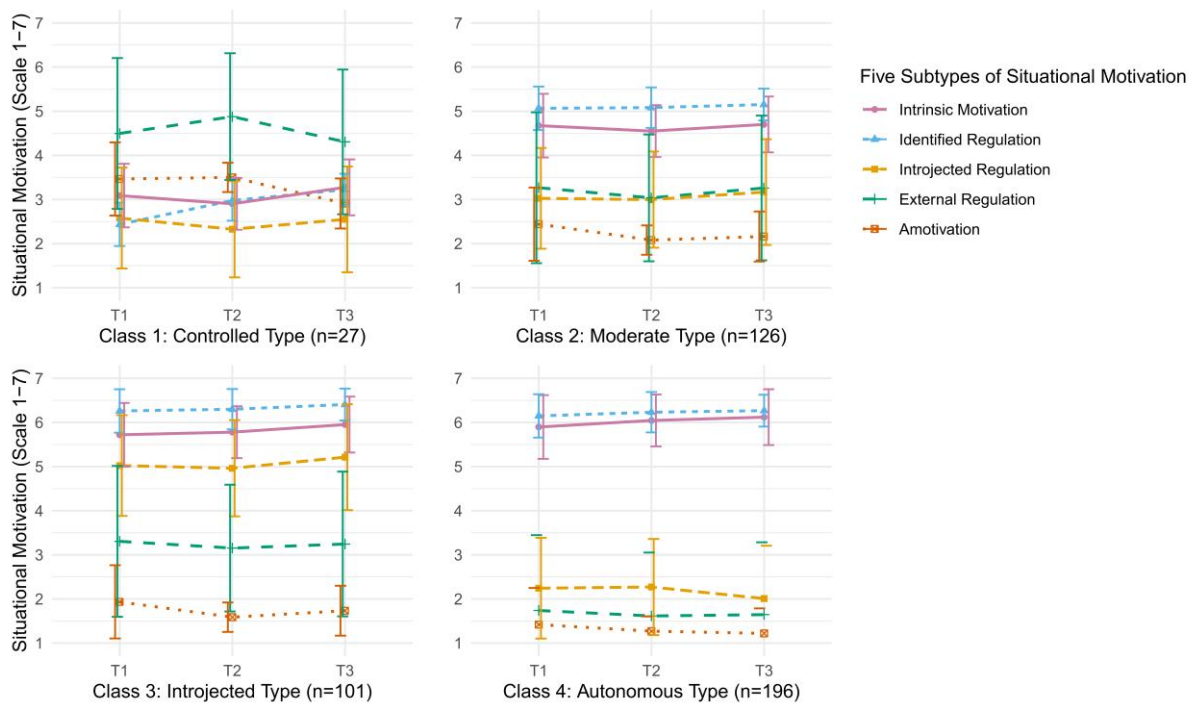 Situational Motivation (Scale 1−7)
7
6
5
4
3
2
1
T1 T2 T3
Class 1: Controlled Type (n=27)
7
6
5
4
3
2
1
T1 T2 T3
Class 2: Moderate Type (n=126)
Five Subtypes of Situational Motivation
Intrinsic Motivation
Identified Regulation
Introjected Regulation
External Regulation
Amotivation
Situational Motivation (Scale 1−7)
7
6
5
4
3
2
1
T1 T2 T3
Class 3: Introjected Type (n=101)
7
6
5
4
3
2
1
T1 T2 T3
Class 4: Autonomous Type (n=196)